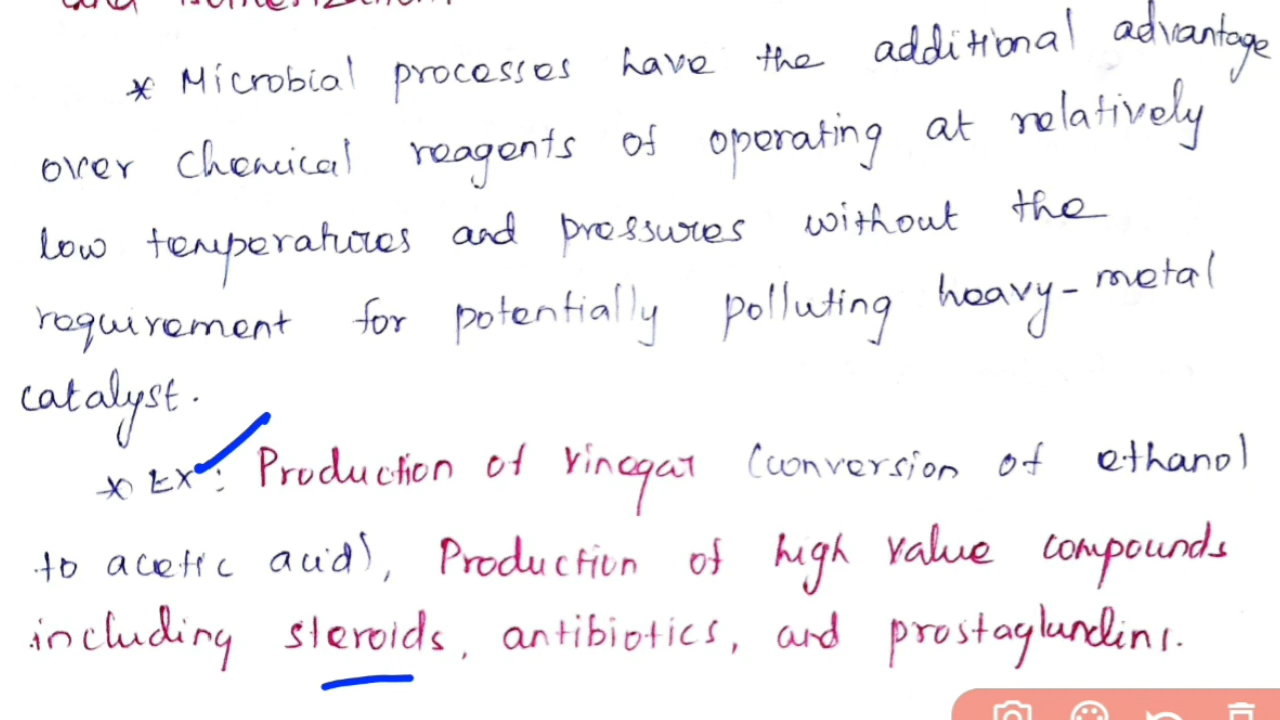 and isomerization.
* Microbial processes have the additional advantage
over chemical reagents of operating at relatively
low temperatures and pressures without the
requirement for potentially polluting heavy-metal
catalyst.
* Ex: Production of vinegar (conversion of ethanol
to acetic acid), Production of high value compounds
including steroids, antibiotics, and prostaglandins.